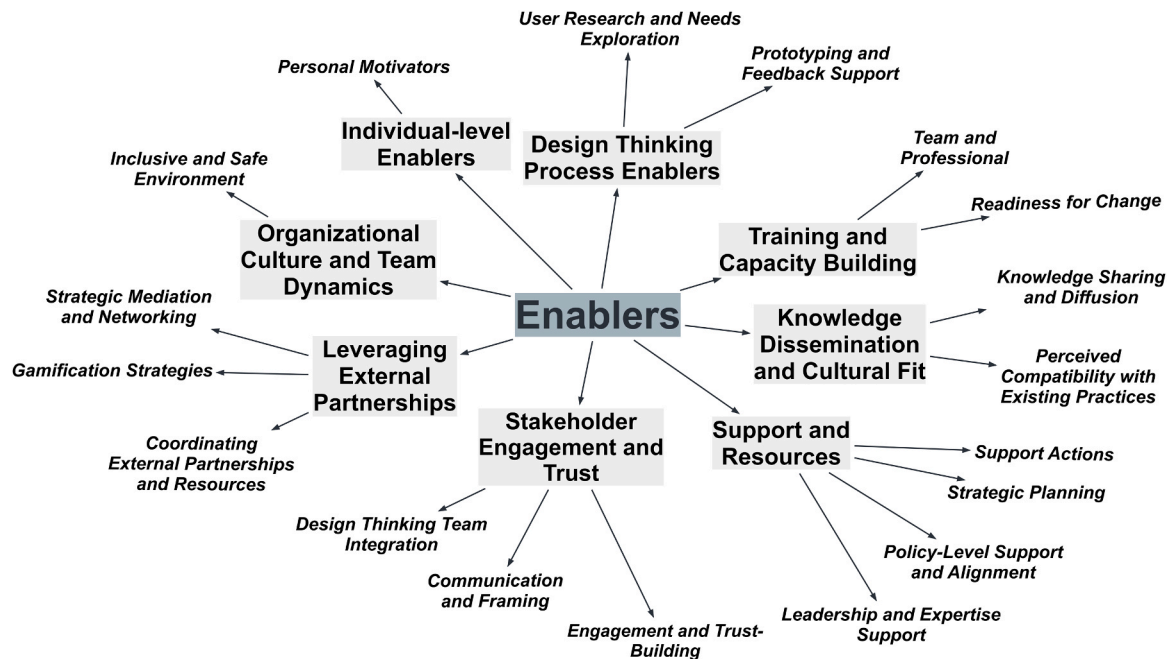 User Research and Needs
Exploration
Prototyping and
Feedback Support
Personal Motivators
Individual-level
Enablers
Design Thinking
Process Enablers
Team and
Professional
Inclusive and Safe
Environment
Readiness for Change
Organizational
Culture and Team
Dynamics
Training and
Capacity Building
Knowledge Sharing
and Diffusion
Strategic Mediation
and Networking
Enablers
Knowledge
Dissemination
and Cultural Fit
Leveraging
External
Partnerships
Gamification Strategies
Perceived
Compatibility with
Existing Practices
Stakeholder
Engagement and
Trust
Support and
Resources
Coordinating
External Partnerships
and Resources
Support Actions
Strategic Planning
Design Thinking Team
Integration
Policy-Level Support
and Alignment
Communication
and Framing
Leadership and Expertise
Support
Engagement and Trust-
Building